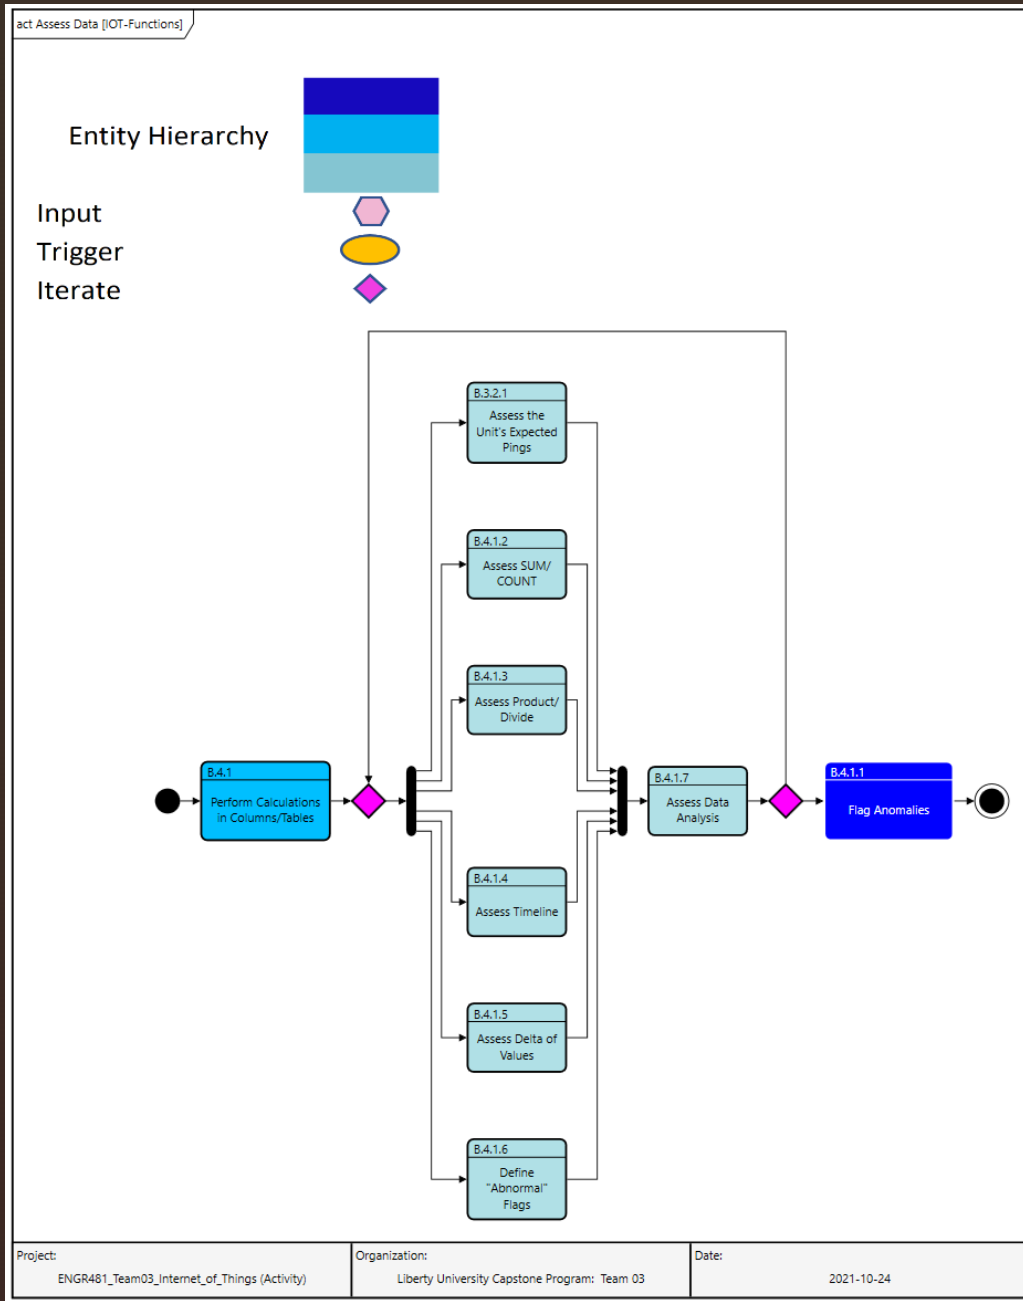 act Assess Data [IOT-Functions]
Entity Hierarchy
Input
Trigger
Iterate
B.3.2.1
Assess the
Unit's Expected
Pings
B.4.1.2
Assess SUM/
COUNT
B.4.1.3
Assess Product/
Divide
B.4.1
Perform Calculations
in Columns/Tables
B.4.1.7
Assess Data
Analysis
B.4.1.1
Flag Anomalies
B.4.1.4
Assess Timeline
B.4.1.5
Assess Delta of
Values
B.4.1.6
Define
"Abnormal"
Flags
Project:
ENGR481_Team03_Internet_of_Things (Activity)
Organization:
Liberty University Capstone Program: Team 03
Date:
2021-10-24